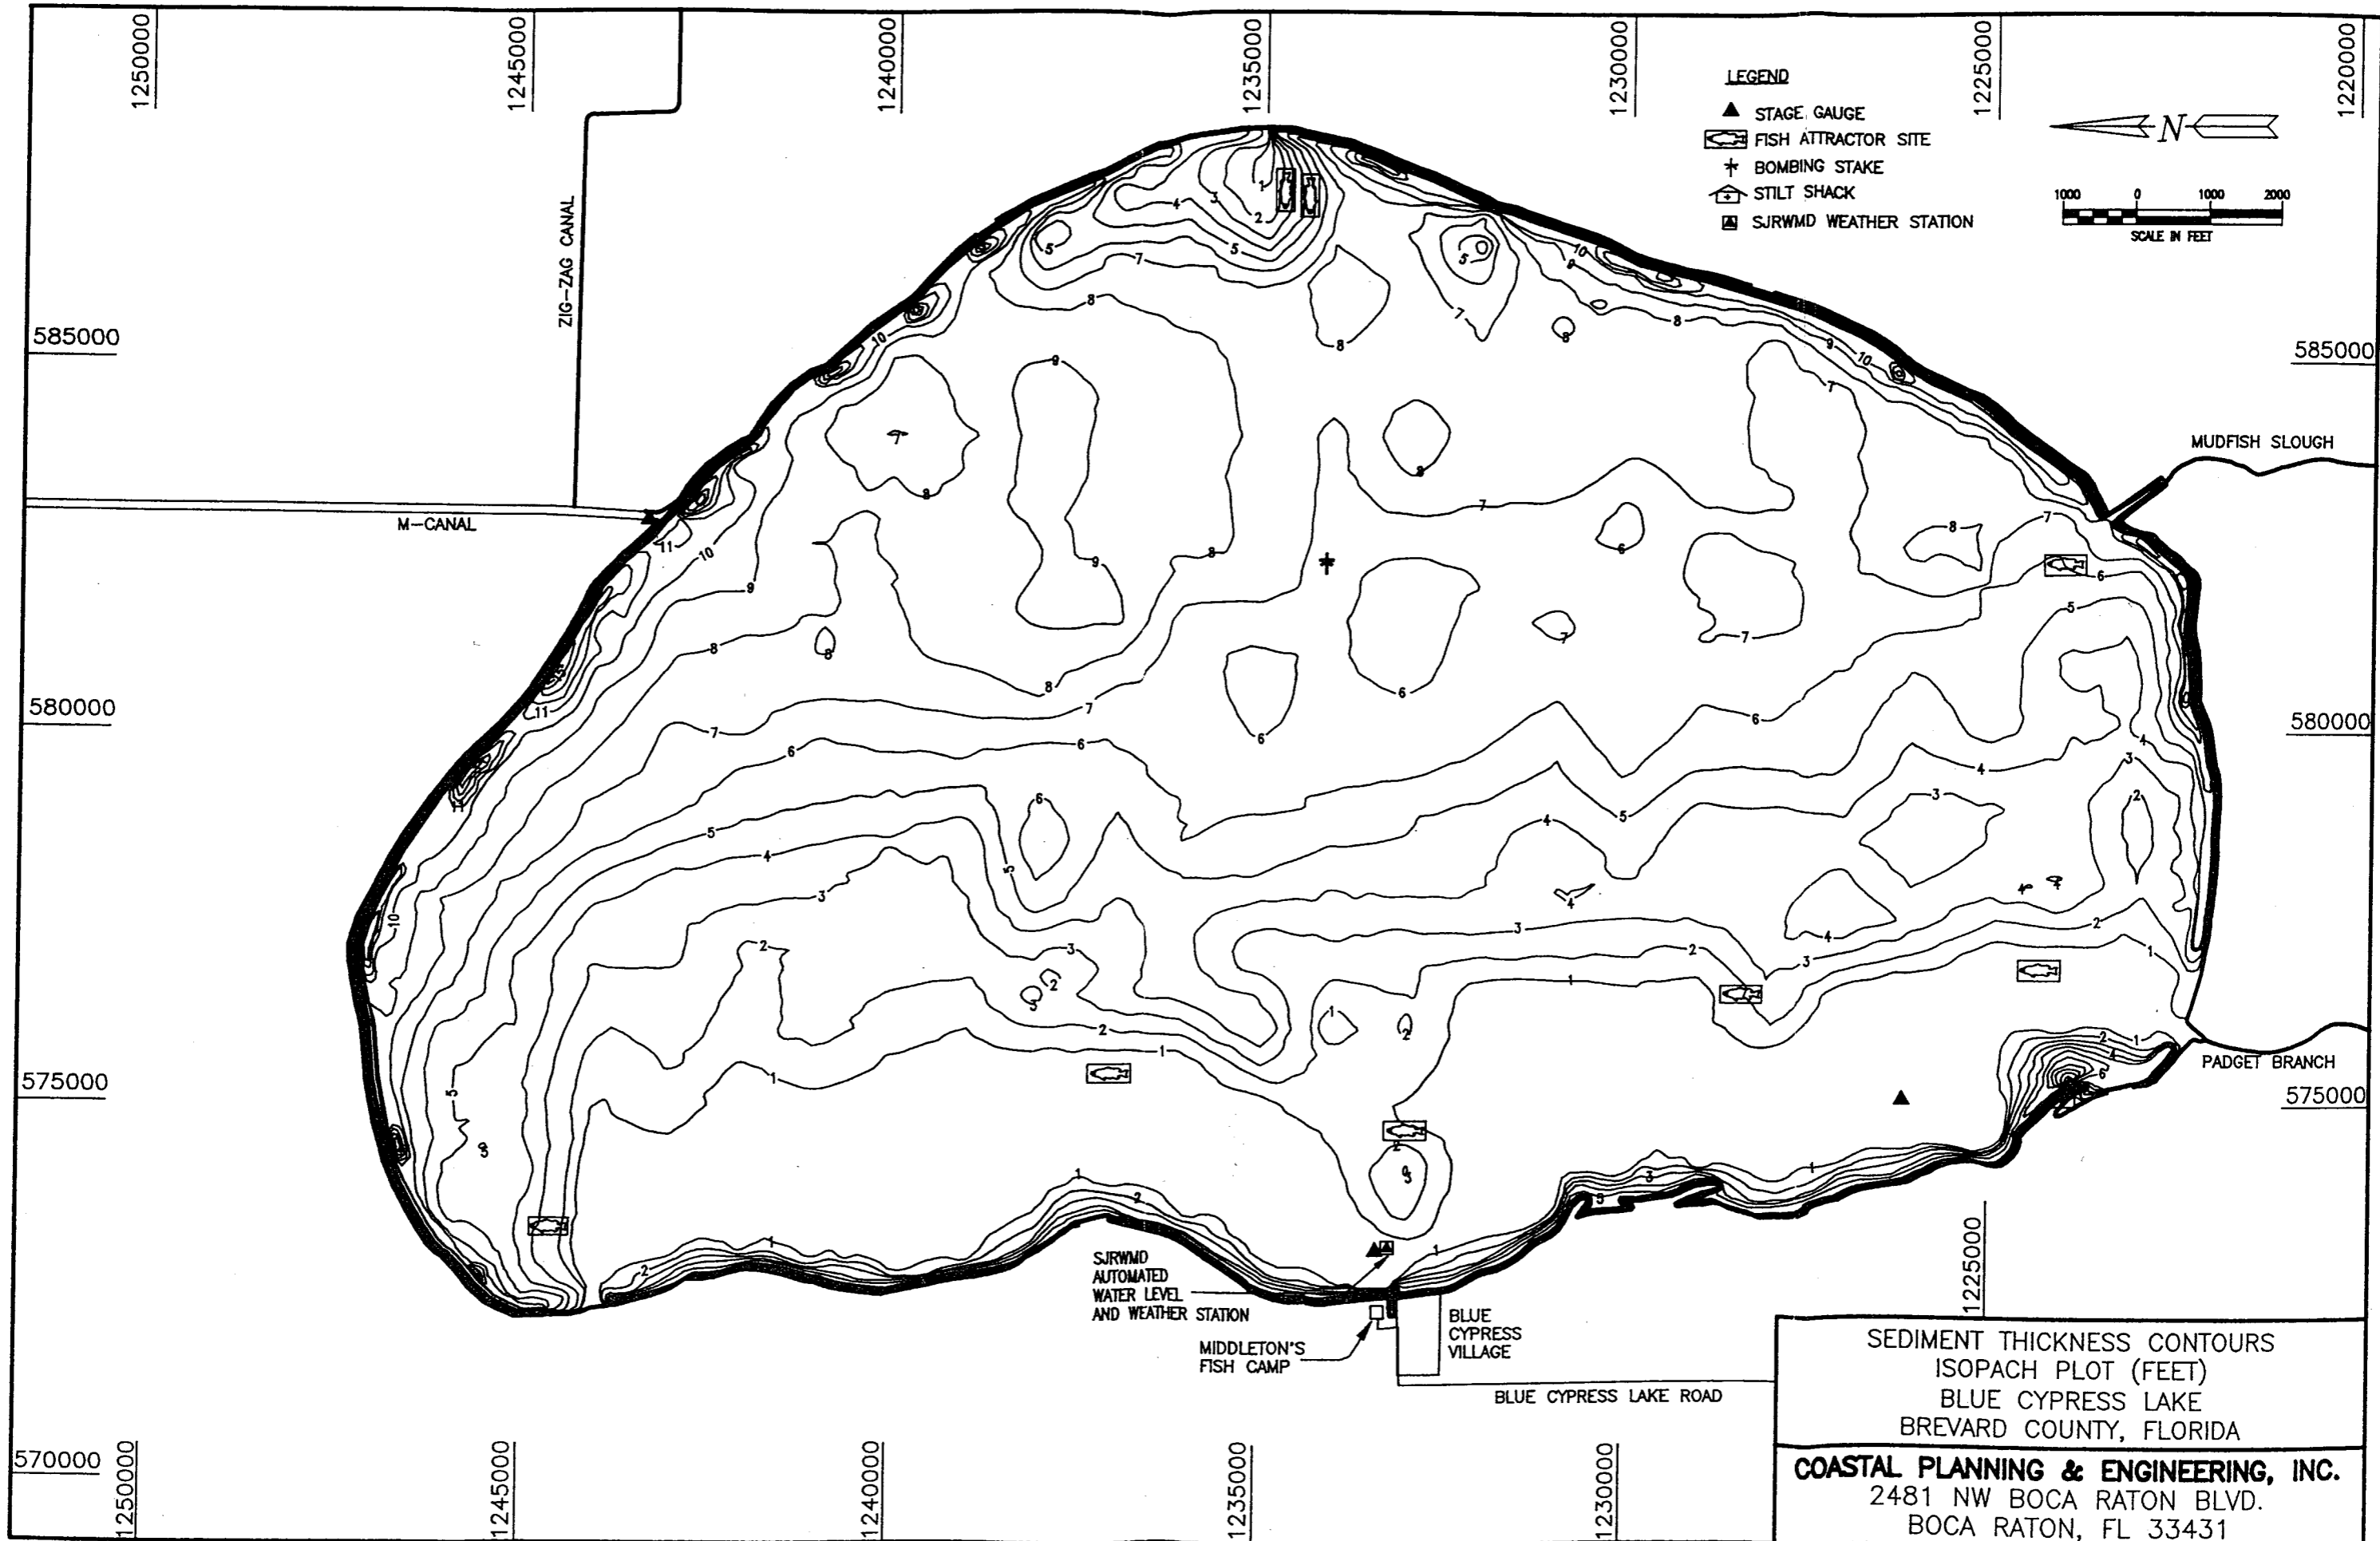 1250000
1245000
1240000
1235000
1230000
1225000
1220000
LEGEND
STAGE GAUGE
FISH ATTRACTOR SITE
BOMBING STAKE
STILT SHACK
SJRWMD WEATHER STATION
N
1000 0 1000 2000
SCALE IN FEET
ZIG-ZAG CANAL
585000
585000
MUDFISH SLOUGH
M-CANAL
580000
580000
575000
575000
PADGET BRANCH
SJRWMD
AUTOMATED
WATER LEVEL
AND WEATHER STATION
MIDDLETON'S
FISH CAMP
BLUE
CYPRESS
VILLAGE
BLUE CYPRESS LAKE ROAD
1225000
570000
1250000
1245000
1240000
1235000
1230000
SEDIMENT THICKNESS CONTOURS
ISOPACH PLOT (FEET)
BLUE CYPRESS LAKE
BREVARD COUNTY, FLORIDA
COASTAL PLANNING & ENGINEERING, INC.
2481 NW BOCA RATON BLVD.
BOCA RATON, FL 33431